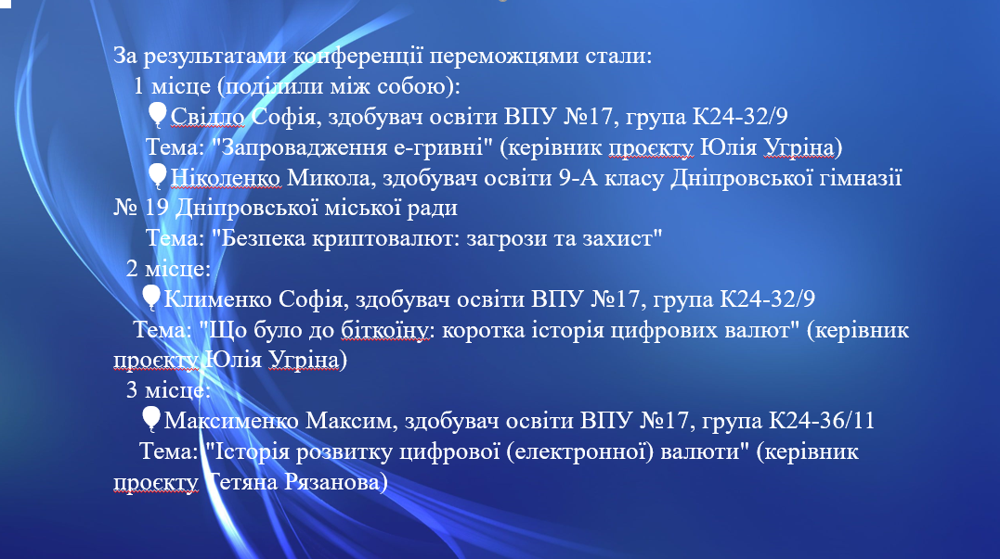 За результатами конференції переможцями стали:
1 місце (поділили між собою):
🎈Свідло Софія, здобувач освіти ВПУ №17, група К24-32/9
Тема: "Запровадження е-гривні" (керівник проєкту Юлія Угріна)
🎈Ніколенко Микола, здобувач освіти 9-А класу Дніпровської гімназії
№ 19 Дніпровської міської ради
Тема: "Безпека криптовалют: загрози та захист"
2 місце:
🎈Клименко Софія, здобувач освіти ВПУ №17, група К24-32/9
Тема: "Що було до біткоїну: коротка історія цифрових валют" (керівник
проєкту Юлія Угріна)
3 місце:
🎈Максименко Максим, здобувач освіти ВПУ №17, група К24-36/11
Тема: "Історія розвитку цифрової (електронної) валюти" (керівник
проєкту Тетяна Рязанова)